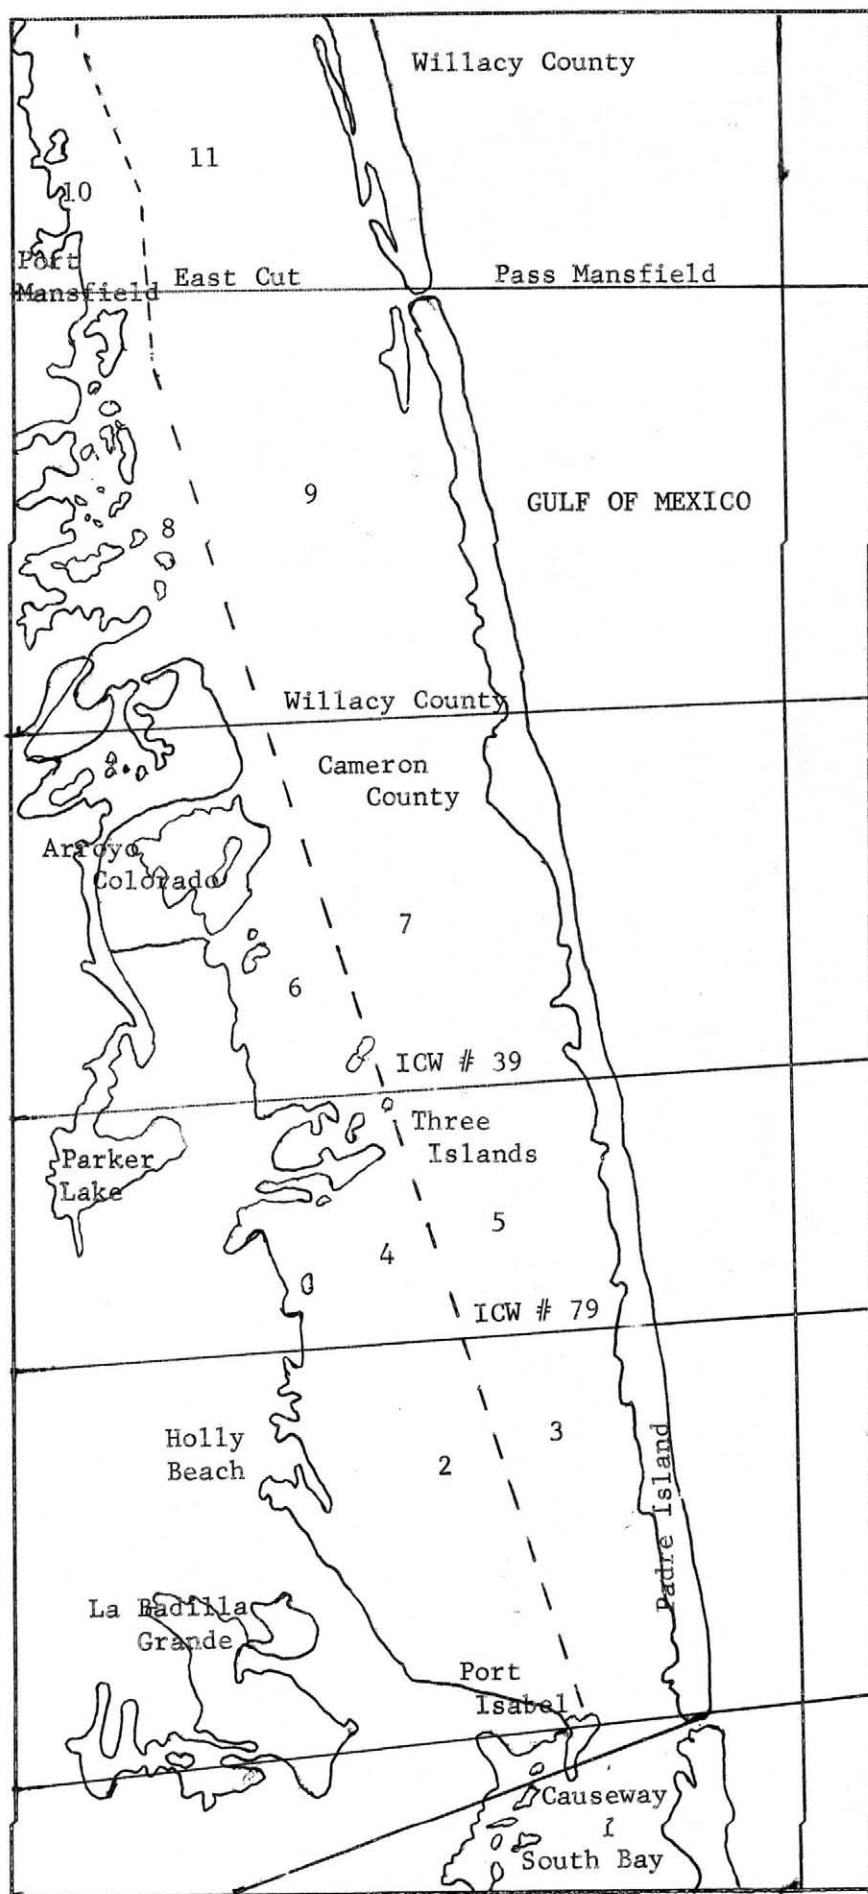 Willacy County
11
10
Port
Mansfield
East Cut
Pass Mansfield
9
GULF OF MEXICO
8
Willacy County
Cameron
County
Arroyo
Colorado
7
6
ICW # 39
Three
Islands
Parker
Lake
5
4
ICW # 79
Holly
Beach
3
2
Padre Island
La Badilla
Grande
Port
Isabel
Causeway
1
South Bay